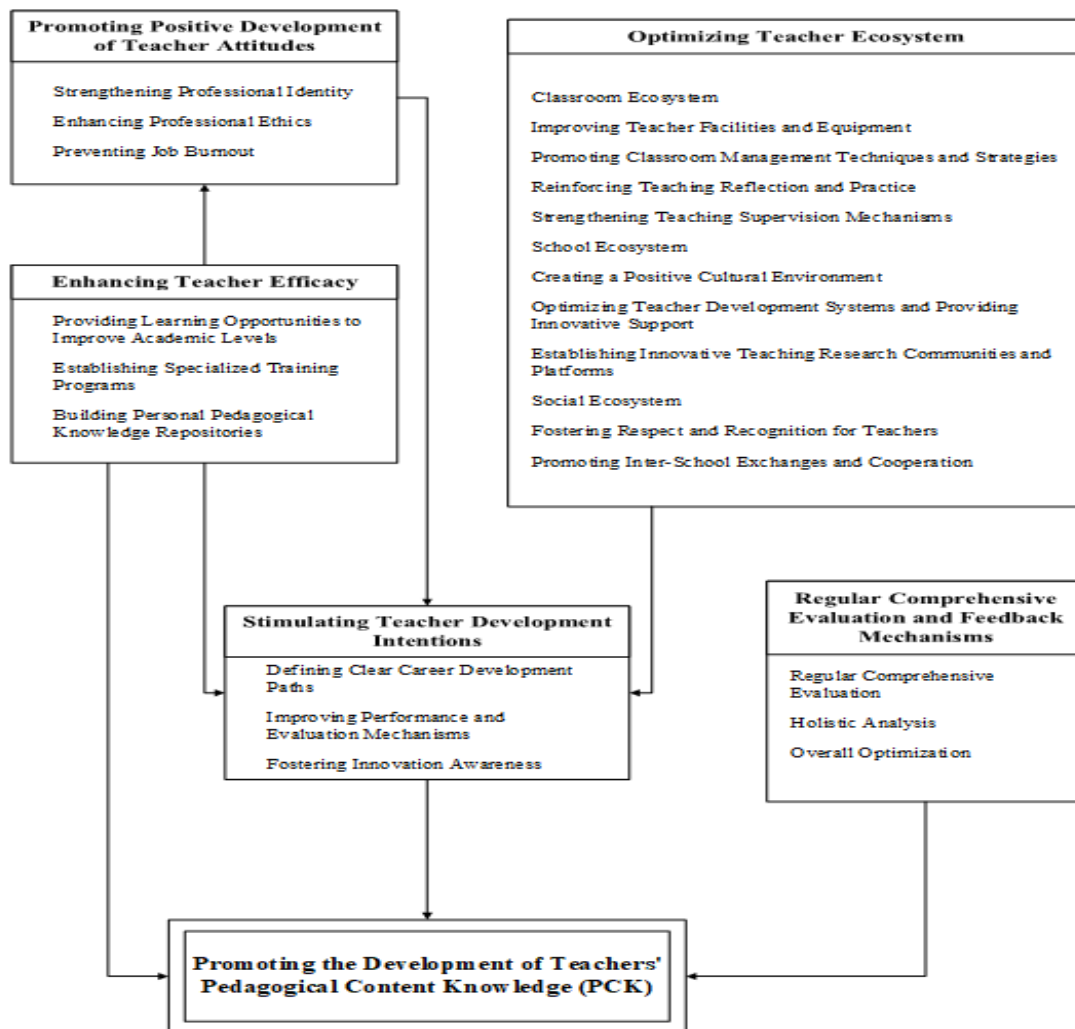 Promoting Positive Development
of Teacher Attitudes
Strengthening Professional Identity
Enhancing Professional Ethics
Preventing Job Burnout
Optimizing Teacher Ecosystem
Classroom Ecosystem
Improving Teacher Facilities and Equipment
Promoting Classroom Management Techniques and Strategies
Reinforcing Teaching Reflection and Practice
Strengthening Teaching Supervision Mechanisms
School Ecosystem
Creating a Positive Cultural Environment
Optimizing Teacher Development Systems and Providing
Innovative Support
Establishing Innovative Teaching Research Communities and
Platforms
Social Ecosystem
Fostering Respect and Recognition for Teachers
Promoting Inter-School Exchanges and Cooperation
Enhancing Teacher Efficacy
Providing Learning Opportunities to
Improve Academic Levels
Establishing Specialized Training
Programs
Building Personal Pedagogical
Knowledge Repositories
Stimulating Teacher Development
Intentions
Defining Clear Career Development
Paths
Improving Performance and
Evaluation Mechanisms
Fostering Innovation Awareness
Regular Comprehensive
Evaluation and Feedback
Mechanisms
Regular Comprehensive
Evaluation
Holistic Analysis
Overall Optimization
Promoting the Development of Teachers'
Pedagogical Content Knowledge (PCK)